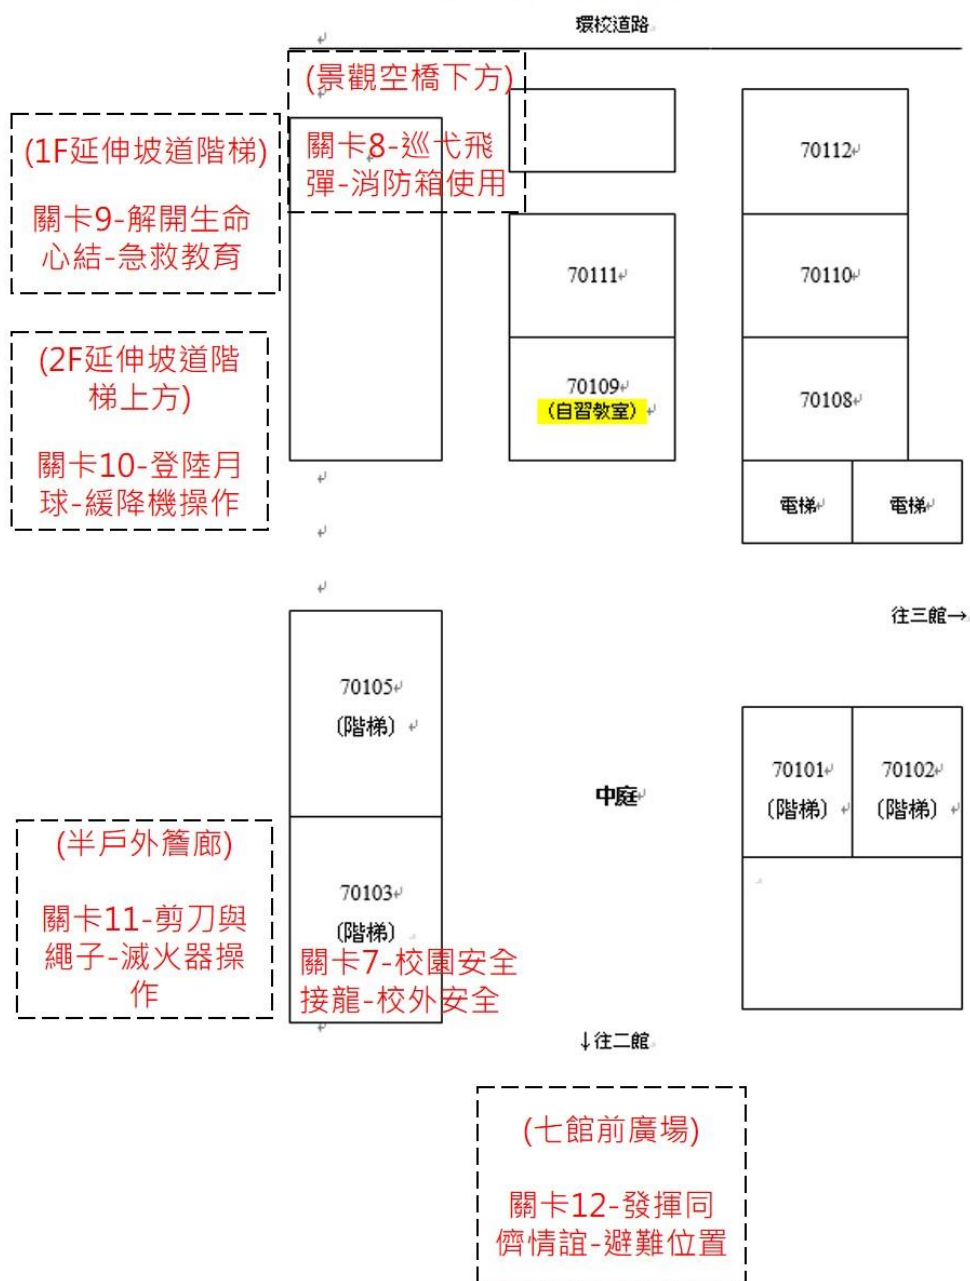 環校道路
(景觀空橋下方)
關卡8-巡弋飛
彈-消防箱使用
(1F延伸坡道階梯)
關卡9-解開生命
心結-急救教育
70112
70111
70110
(2F延伸坡道階
梯上方)
關卡10-登陸月
球-緩降機操作
70109
(自習教室)
70108
電梯
電梯
往三館→
70105
〔階梯〕
70101
〔階梯〕
70102
〔階梯〕
中庭
(半戶外簷廊)
關卡11-剪刀與
繩子-滅火器操
作
70103
〔階梯〕
關卡7-校園安全
接龍-校外安全
↓往二館
(七館前廣場)
關卡12-發揮同
儕情誼-避難位置